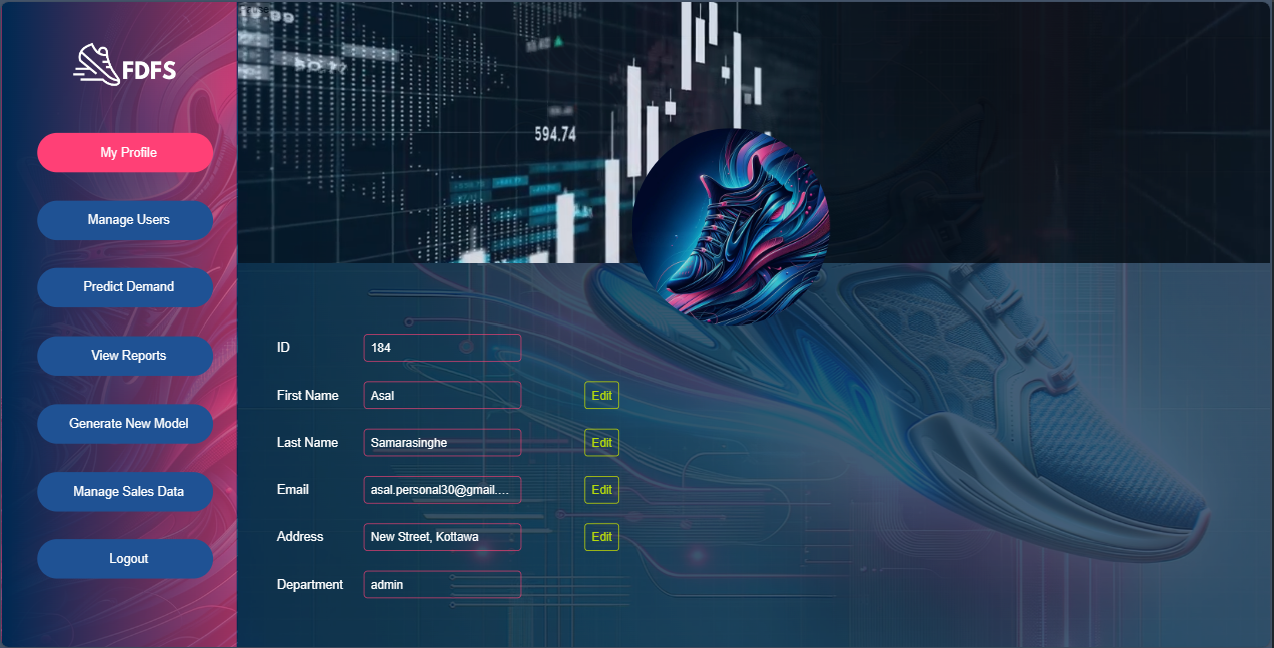 FDFS
My Profile
Manage Users
Predict Demand
View Reports
Generate New Model
Manage Sales Data
Logout
594.74
ID 184
First Name Asal Edit
Last Name Samarasinghe Edit
Email asal.personal30@gmail.... Edit
Address New Street, Kottawa Edit
Department admin